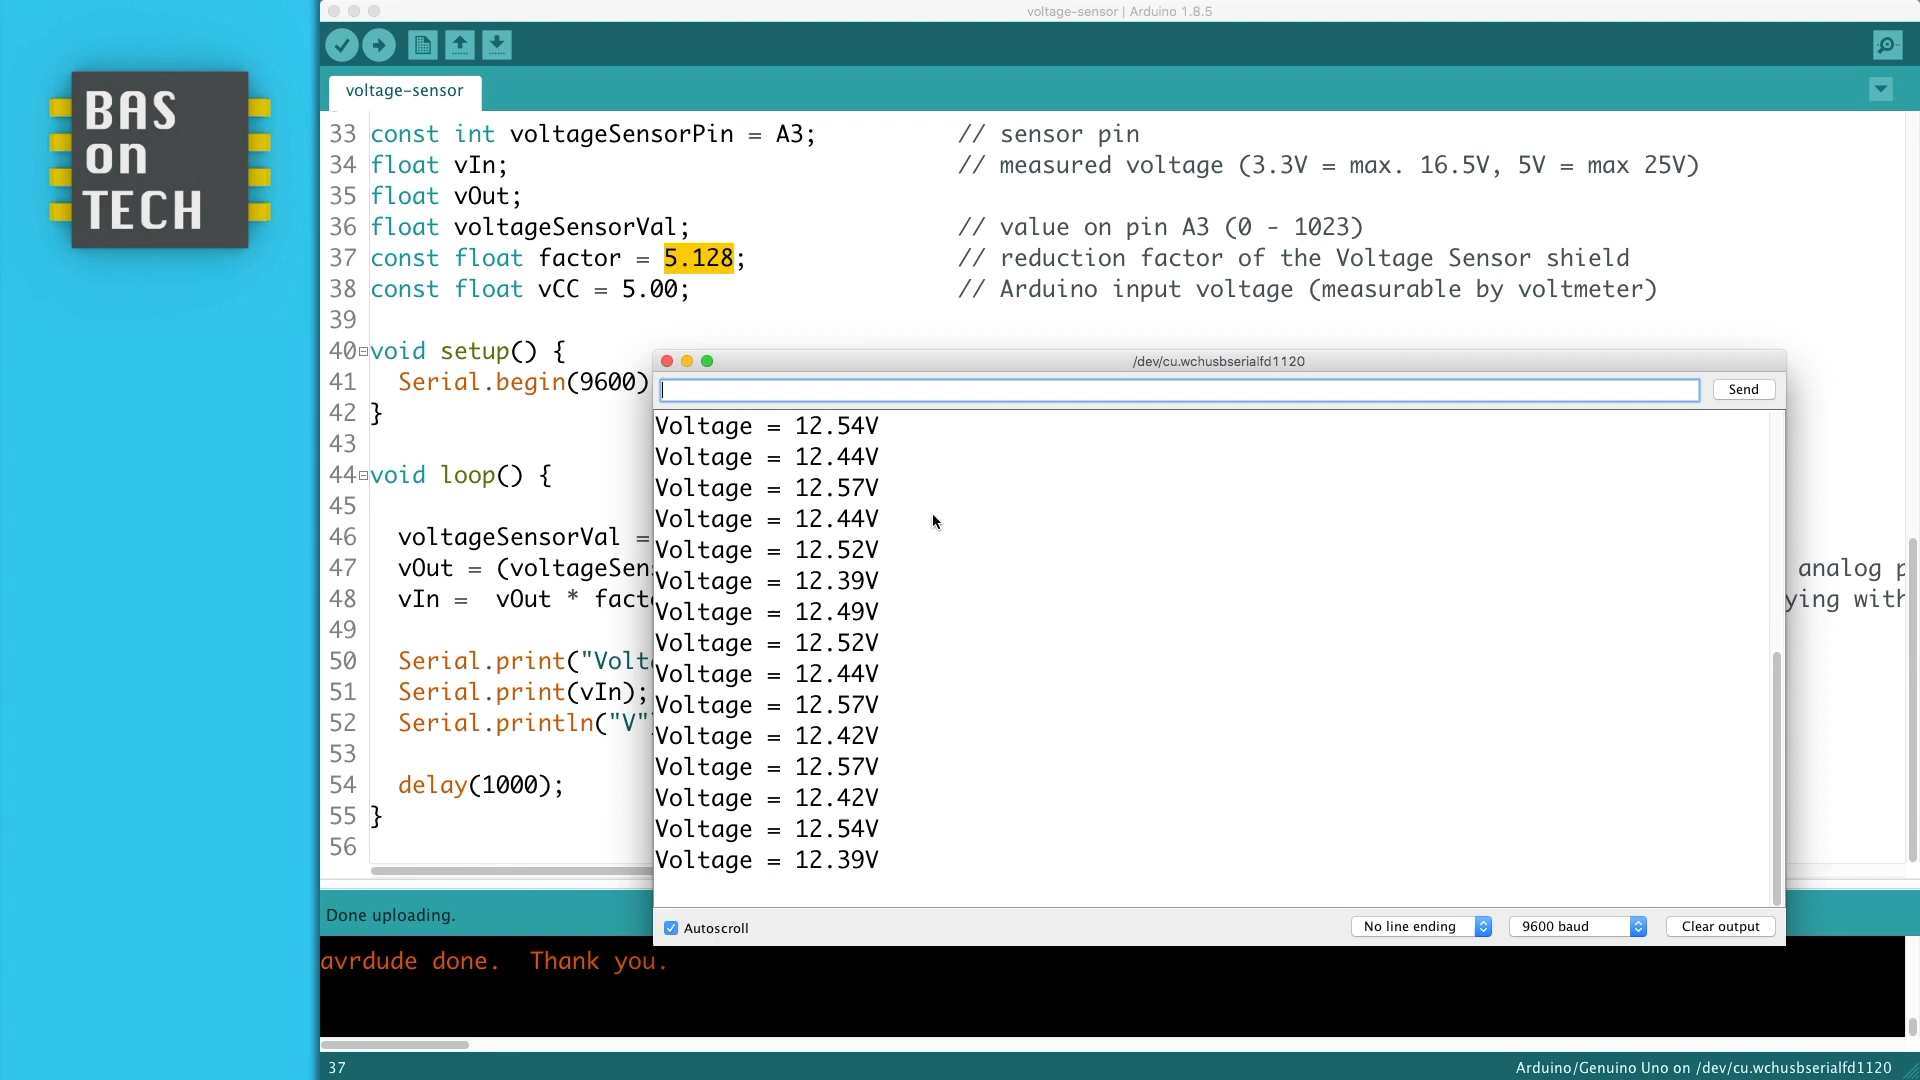 voltage-sensor | Arduino 1.8.5
BAS
on
TECH
voltage-sensor
33 const int voltageSensorPin = A3; // sensor pin
34 float vIn; // measured voltage (3.3V = max. 16.5V, 5V = max 25V)
35 float vOut;
36 float voltageSensorVal; // value on pin A3 (0 - 1023)
37 const float factor = 5.128; // reduction factor of the Voltage Sensor shield
38 const float vCC = 5.00; // Arduino input voltage (measurable by voltmeter)
39
40 void setup() {
41 Serial.begin(9600)
42 }
43
44 void loop() {
45
46 voltageSensorVal =
47 vOut = (voltageSen analog p
48 vIn = vOut * fact ying with
49
50 Serial.print("Volt
51 Serial.print(vIn);
52 Serial.println("V"
53
54 delay(1000);
55 }
56
/dev/cu.wchusbserialfd1120
Send
Voltage = 12.54V
Voltage = 12.44V
Voltage = 12.57V
Voltage = 12.44V
Voltage = 12.52V
Voltage = 12.39V
Voltage = 12.49V
Voltage = 12.52V
Voltage = 12.44V
Voltage = 12.57V
Voltage = 12.42V
Voltage = 12.57V
Voltage = 12.42V
Voltage = 12.54V
Voltage = 12.39V
Autoscroll
No line ending
9600 baud
Clear output
Done uploading.
avrdude done. Thank you.
37
Arduino/Genuino Uno on /dev/cu.wchusbserialfd1120